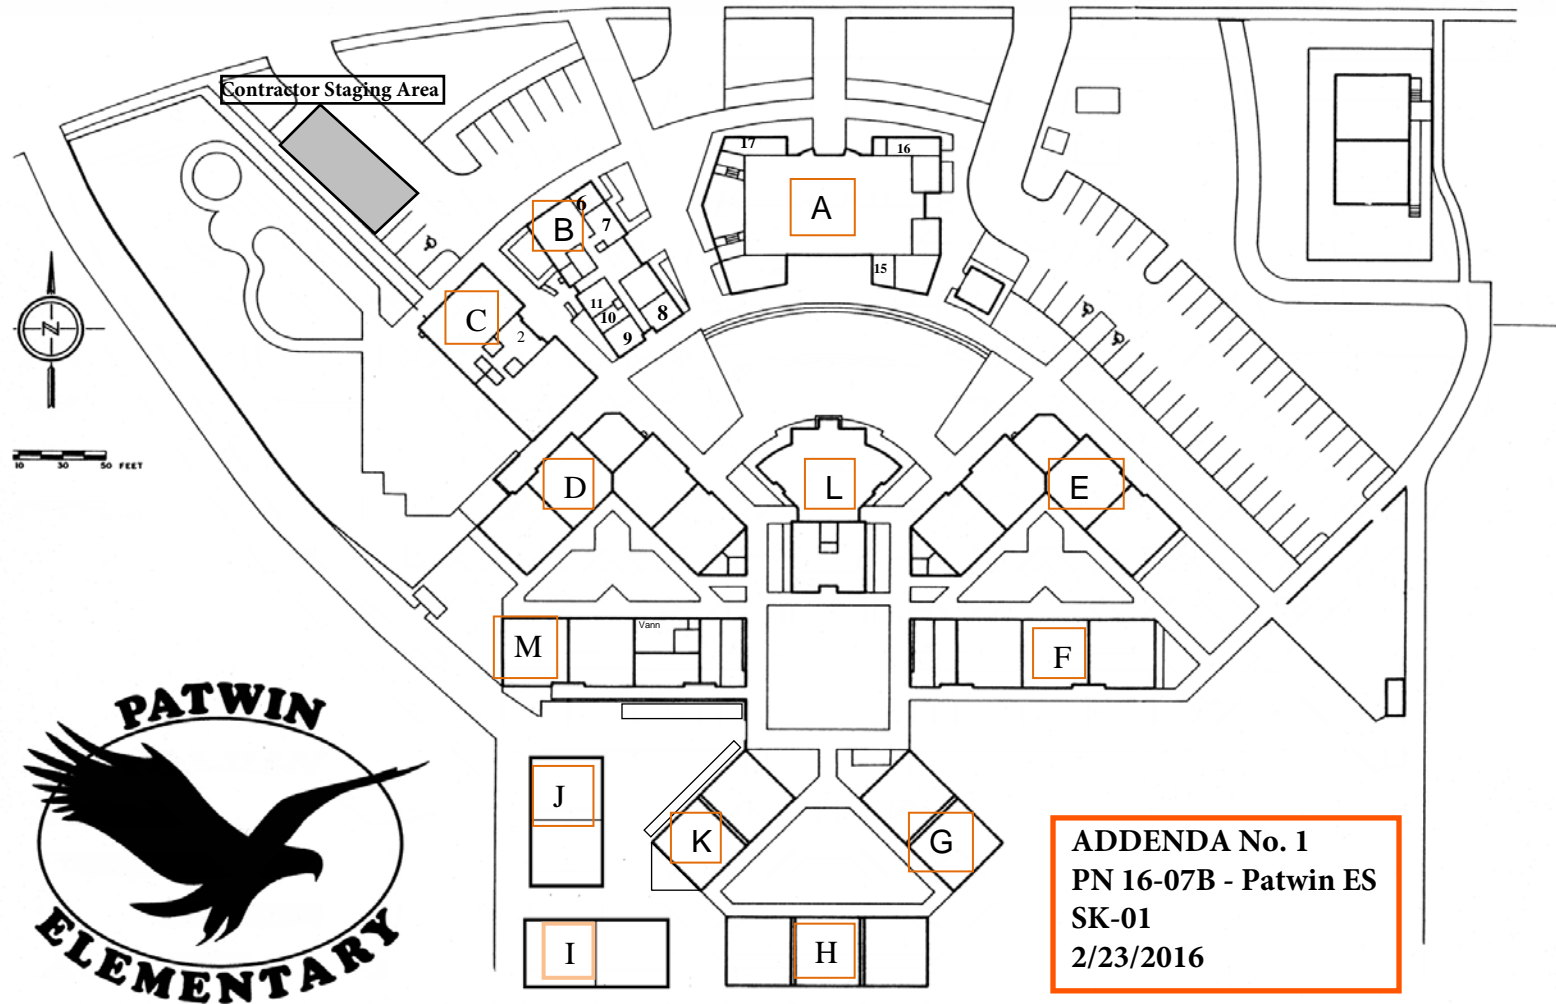 Contractor Staging Area
17
16
A
B
6
7
15
11
10
9
8
C
2
N
10 30 50 FEET
D
L
E
M
Vann
F
J
K
G
I
H
PATWIN
ELEMENTARY
ADDENDA No. 1
PN 16-07B - Patwin ES
SK-01
2/23/2016